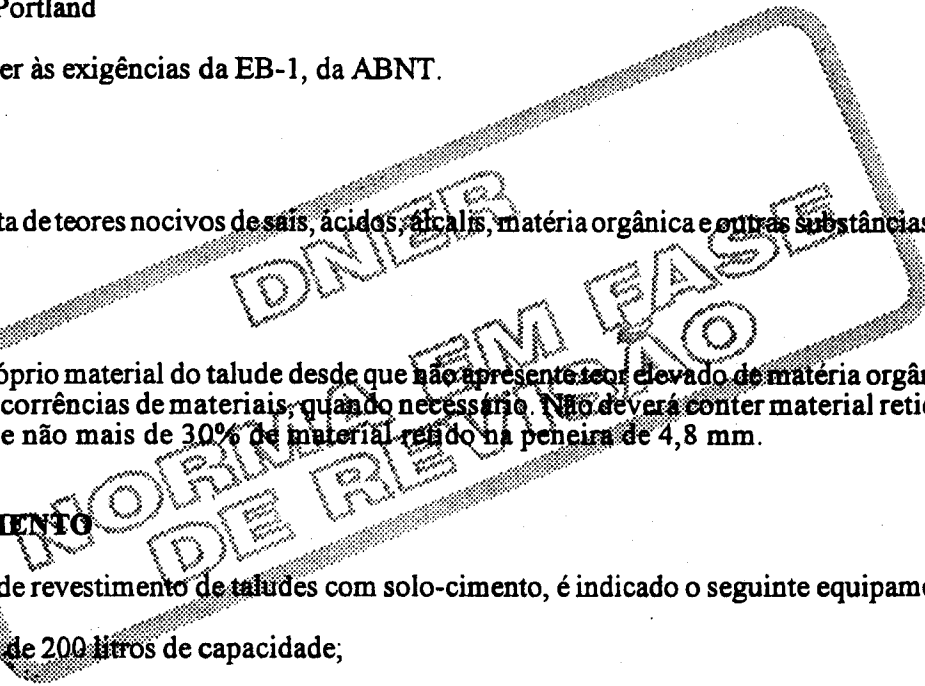 Portland
er às exigências da EB-1, da ABNT.
ta de teores nocivos de sais, ácidos, álcalis, matéria orgânica e outras substâncias
óprio material do talude desde que não apresente teor elevado de matéria orgân
corrências de materiais, quando necessário. Não deverá conter material retid
e não mais de 30% de material retido na peneira de 4,8 mm.
MENTO
de revestimento de taludes com solo-cimento, é indicado o seguinte equipame
de 200 litros de capacidade;
DNER
NORMA EM FASE
DE REVISÃO